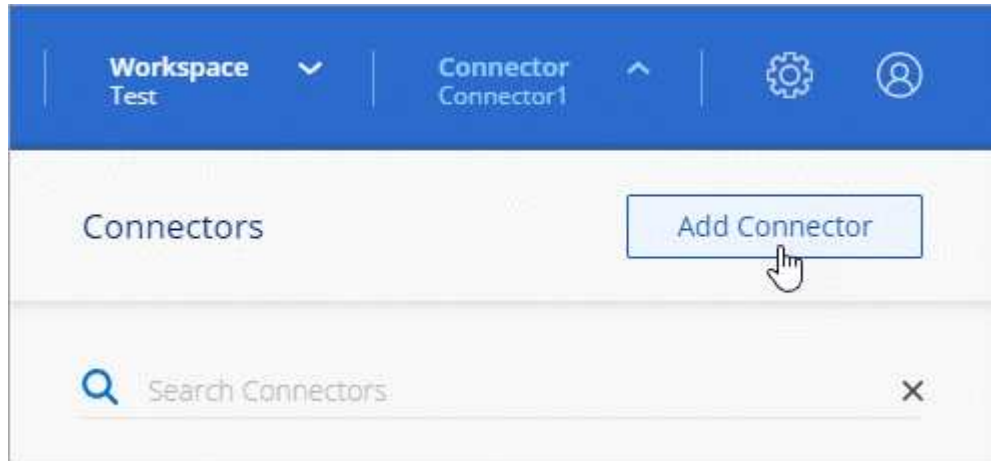 Workspace
Test
Connector
Connector1
Connectors
Add Connector
Search Connectors